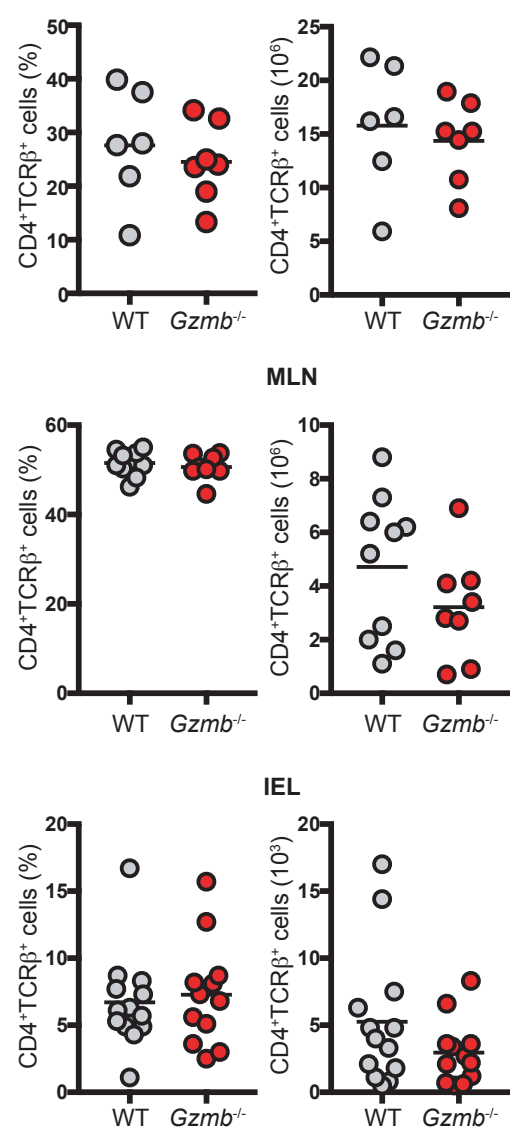 CD4⁺TCRβ⁺ cells (%)
50
40
30
20
10
0
WT Gzmb⁻/⁻
CD4⁺TCRβ⁺ cells (10⁶)
25
20
15
10
5
0
WT Gzmb⁻/⁻
MLN
CD4⁺TCRβ⁺ cells (%)
60
40
20
0
WT Gzmb⁻/⁻
CD4⁺TCRβ⁺ cells (10⁶)
10
8
6
4
2
0
WT Gzmb⁻/⁻
IEL
CD4⁺TCRβ⁺ cells (%)
20
15
10
5
0
WT Gzmb⁻/⁻
CD4⁺TCRβ⁺ cells (10³)
20
15
10
5
0
WT Gzmb⁻/⁻